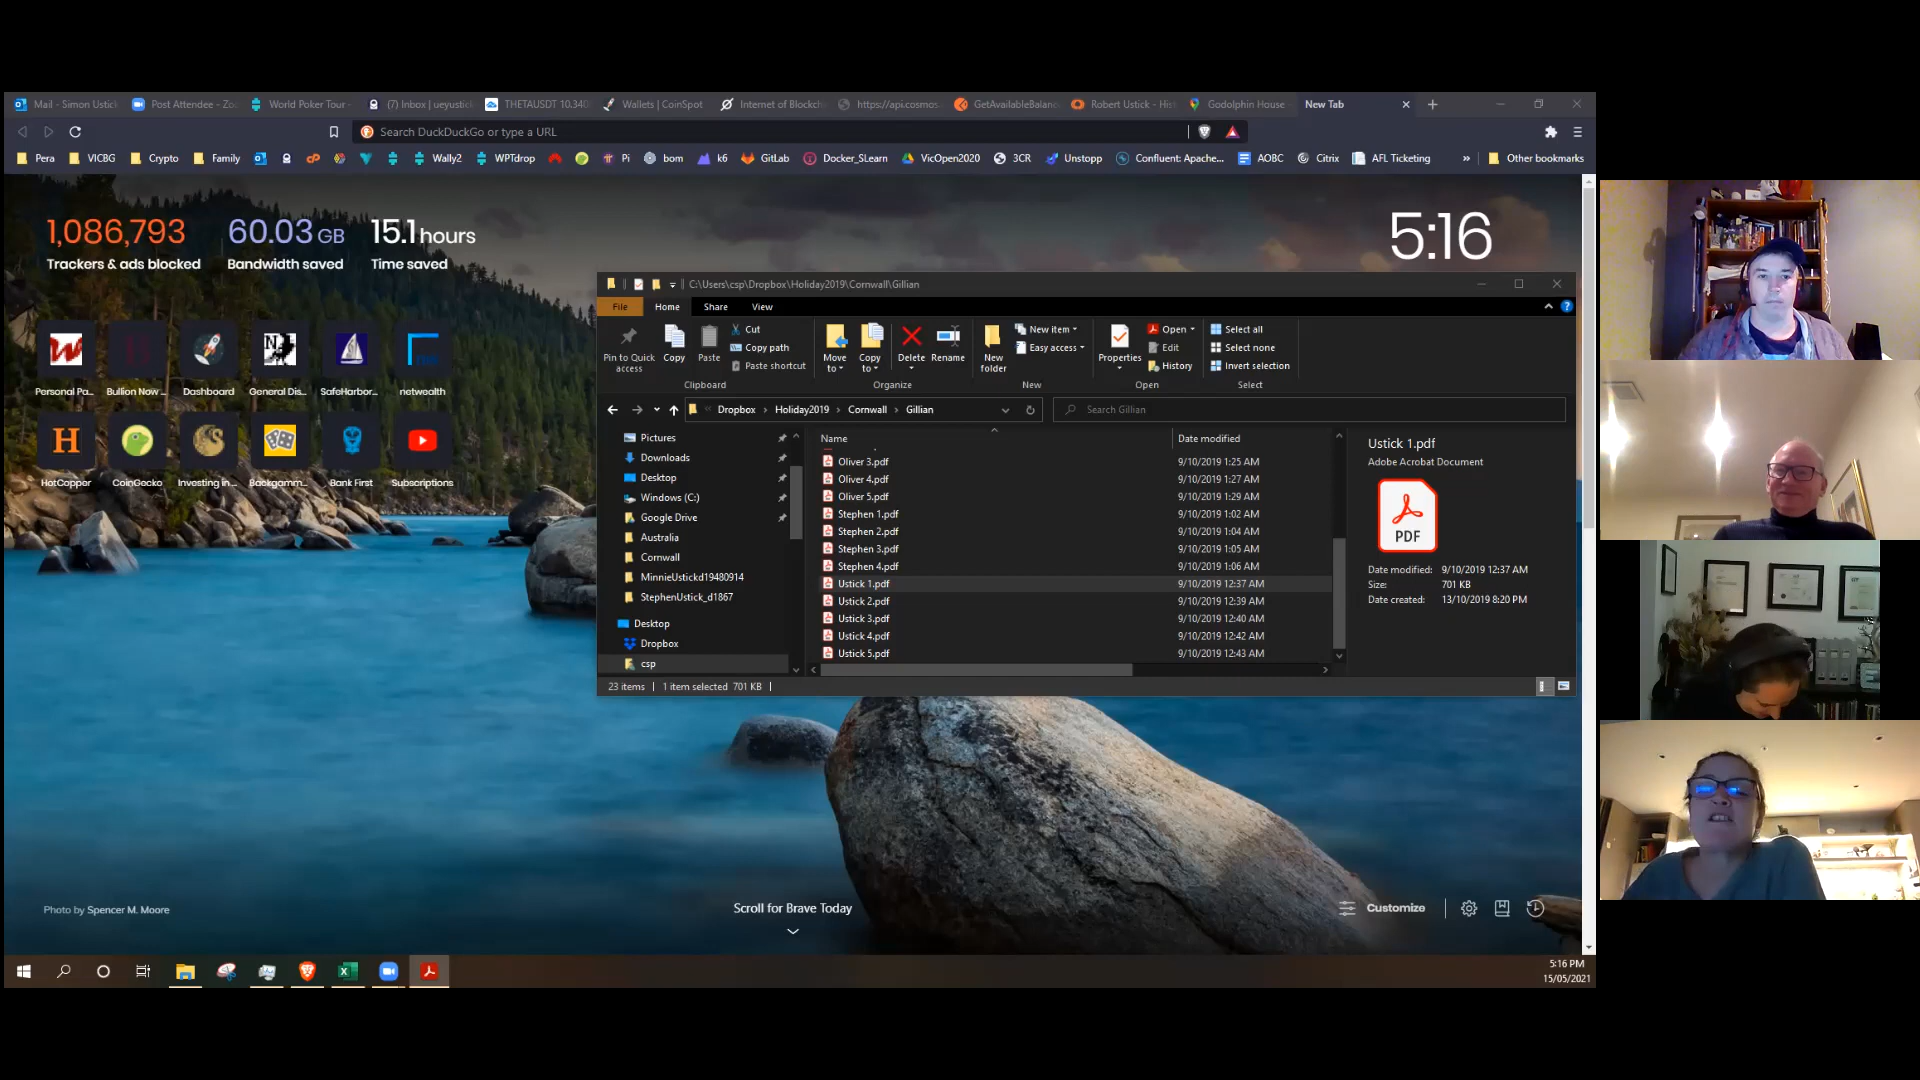 Mail - Simon Ustick
Post Attendee - Zo
World Poker Tour -
(7) Inbox | ueyustick
THETAUSDT 10.340
Wallets | CoinSpot
Internet of Blockch
https://api.cosmos
GetAvailableBalan
Robert Ustick - His
Godolphin House
New Tab
Search DuckDuckGo or type a URL
Pera
VICBG
Crypto
Family
Wally2
WPTdrop
Pi
bom
k6
GitLab
Docker_SLearn
VicOpen2020
3CR
Unstopp
Confluent: Apache...
AOBC
Citrix
AFL Ticketing
»
Other bookmarks
1,086,793
Trackers & ads blocked
60.03 GB
Bandwidth saved
15.1 hours
Time saved
5:16
Personal Pa...
Bullion Now ...
Dashboard
General Dis...
SafeHarbor...
netwealth
HotCopper
CoinGecko
Investing in ...
Backgamm...
Bank First
Subscriptions
C:\Users\csp\Dropbox\Holiday2019\Cornwall\Gillian
File
Home
Share
View
Pin to Quick access
Copy
Paste
Cut
Copy path
Paste shortcut
Clipboard
Move to
Copy to
Delete
Rename
Organize
New folder
New item
Easy access
New
Properties
Open
Edit
History
Open
Select all
Select none
Invert selection
Select
Dropbox › Holiday2019 › Cornwall › Gillian
Search Gillian
Pictures
Downloads
Desktop
Windows (C:)
Google Drive
Australia
Cornwall
MinnieUstickd19480914
StephenUstick_d1867
Desktop
Dropbox
csp
Name Date modified
Oliver 3.pdf 9/10/2019 1:25 AM
Oliver 4.pdf 9/10/2019 1:27 AM
Oliver 5.pdf 9/10/2019 1:29 AM
Stephen 1.pdf 9/10/2019 1:02 AM
Stephen 2.pdf 9/10/2019 1:04 AM
Stephen 3.pdf 9/10/2019 1:05 AM
Stephen 4.pdf 9/10/2019 1:06 AM
Ustick 1.pdf 9/10/2019 12:37 AM
Ustick 2.pdf 9/10/2019 12:39 AM
Ustick 3.pdf 9/10/2019 12:40 AM
Ustick 4.pdf 9/10/2019 12:42 AM
Ustick 5.pdf 9/10/2019 12:43 AM
Ustick 1.pdf
Adobe Acrobat Document
PDF
Date modified: 9/10/2019 12:37 AM
Size: 701 KB
Date created: 13/10/2019 8:20 PM
23 items
1 item selected 701 KB
Photo by Spencer M. Moore
Scroll for Brave Today
Customize
5:16 PM
15/05/2021